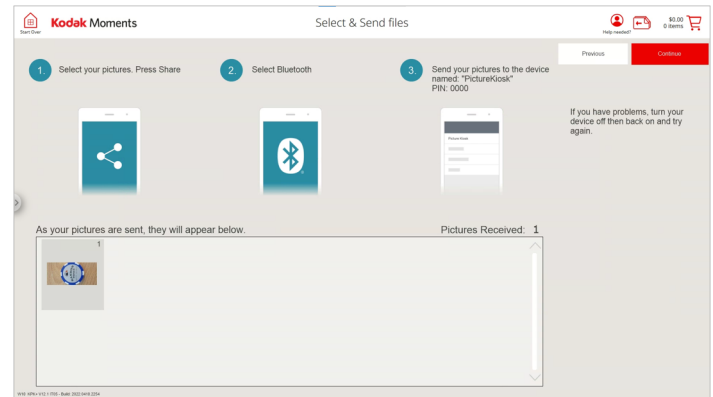 Start Over
Kodak Moments
Select & Send files
Help needed?
$0.00
0 items
Previous
Continue
1.
Select your pictures. Press Share
2.
Select Bluetooth
3.
Send your pictures to the device
named: "PictureKiosk"
PIN: 0000
Picture Kiosk
If you have problems, turn your
device off then back on and try
again.
As your pictures are sent, they will appear below.
Pictures Received: 1
1